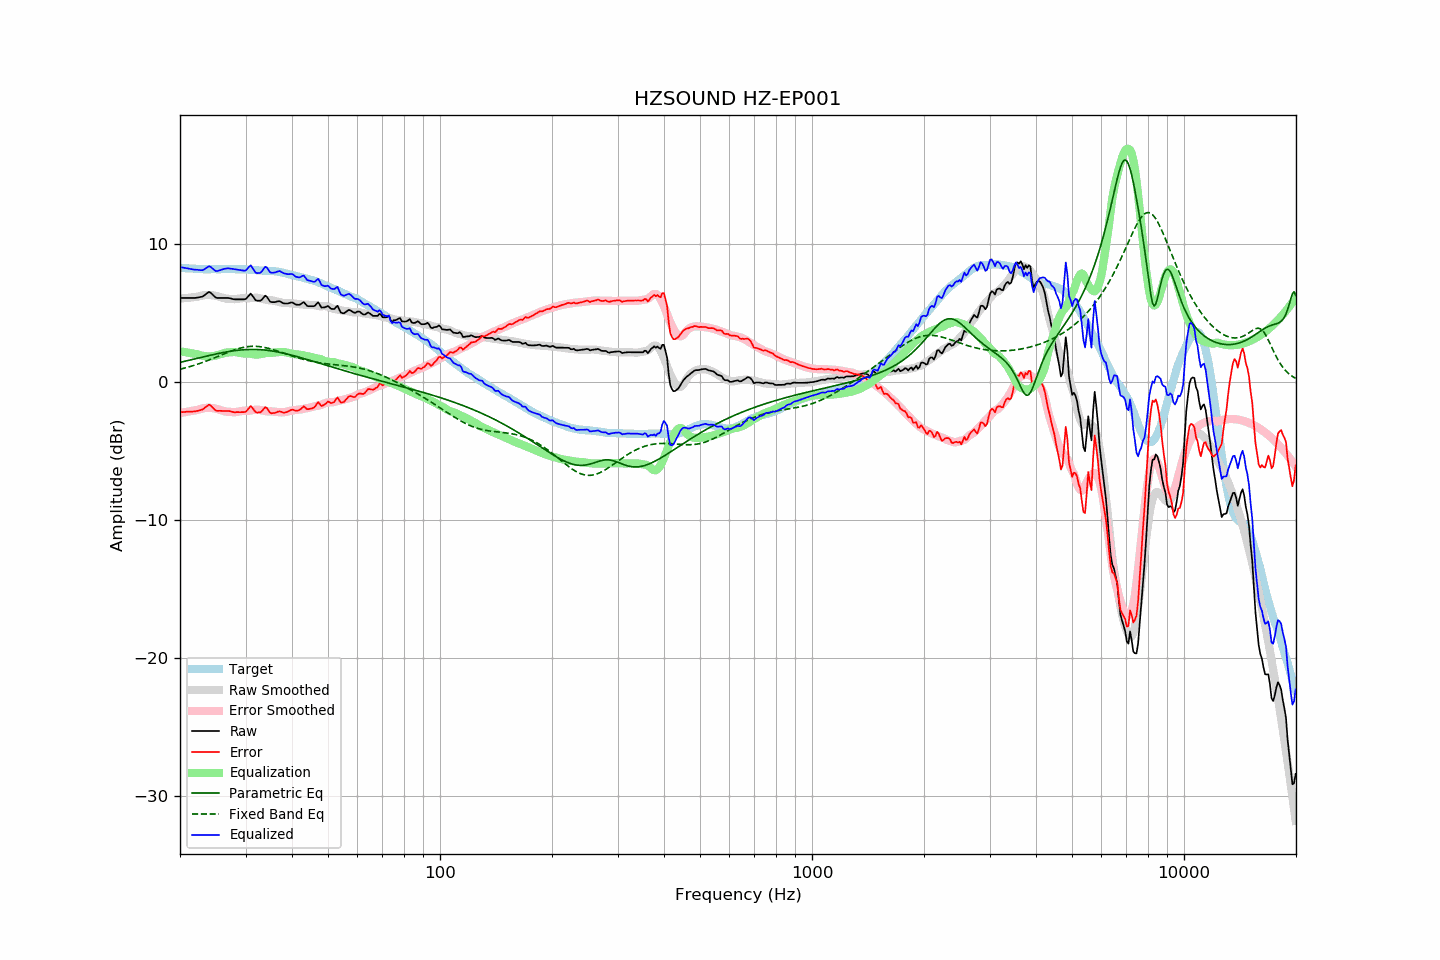 HZSOUND HZ-EP001
Amplitude (dBr)
10
0
−10
−20
−30
Target
Raw Smoothed
Error Smoothed
Raw
Error
Equalization
Parametric Eq
Fixed Band Eq
Equalized
100
1000
10000
Frequency (Hz)